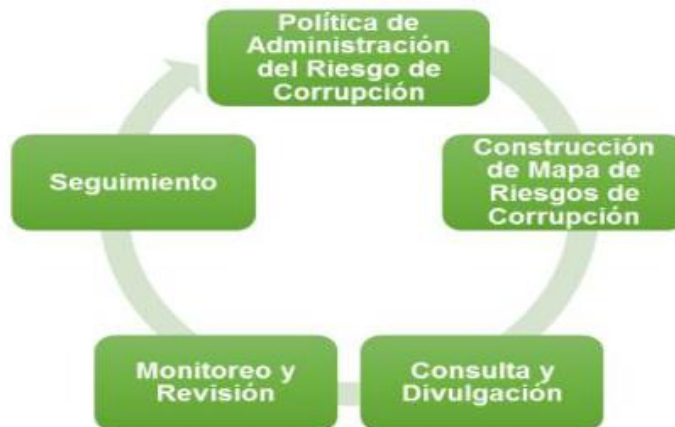 Política de
Administración
del Riesgo de
Corrupción
Construcción
de Mapa de
Riesgos de
Corrupción
Consulta y
Divulgación
Monitoreo y
Revisión
Seguimiento